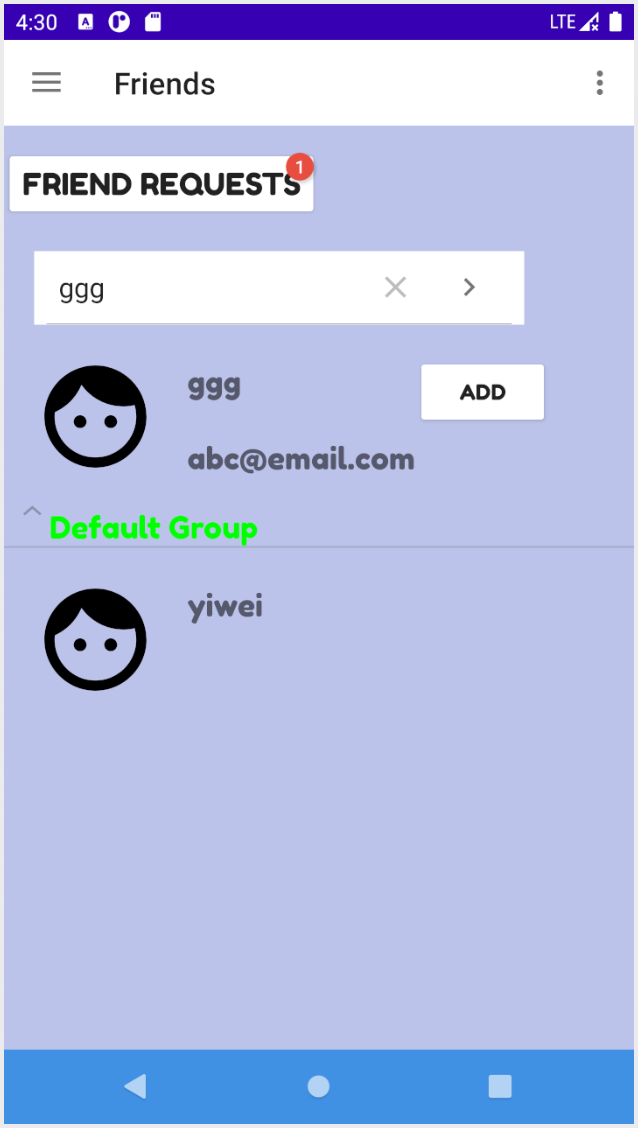 4:30 LTE
Friends
FRIEND REQUESTS 1
ggg
ggg ADD
abc@email.com
Default Group
yiwei